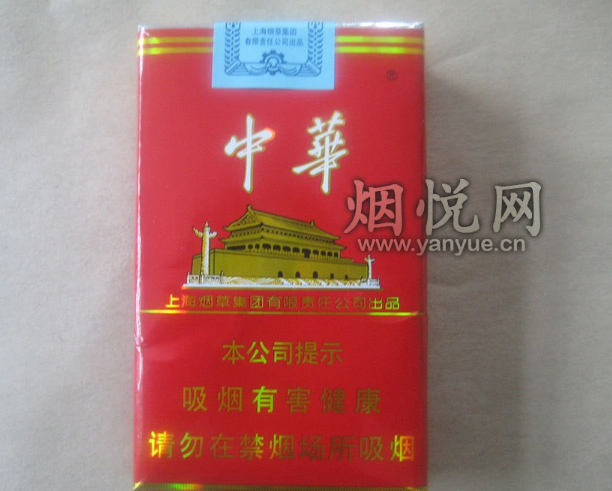 上海烟草集团
有限责任公司出品
®
中華
烟悦网
www.yanyue.cn
上海烟草集团有限责任公司出品
本公司提示
吸烟有害健康
请勿在禁烟场所吸烟